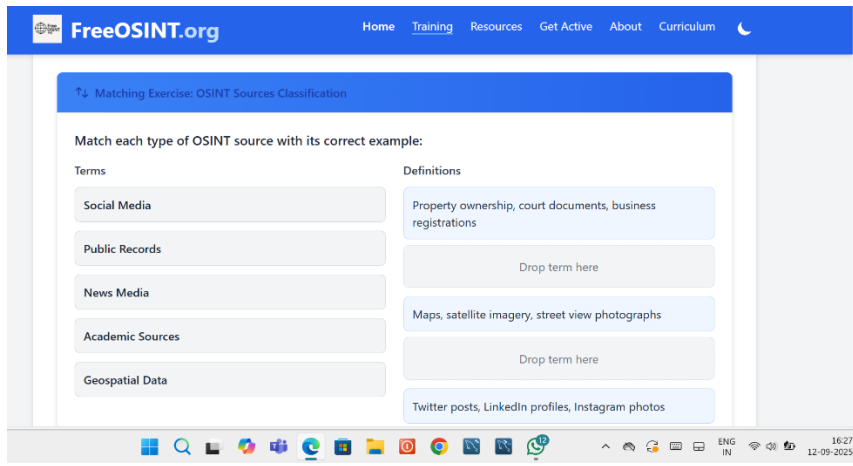 FreeOSINT.org
Home Training Resources Get Active About Curriculum
Matching Exercise: OSINT Sources Classification
Match each type of OSINT source with its correct example:
Terms
Social Media
Public Records
News Media
Academic Sources
Geospatial Data
Definitions
Property ownership, court documents, business
registrations
Drop term here
Maps, satellite imagery, street view photographs
Drop term here
Twitter posts, LinkedIn profiles, Instagram photos
12
ENG
IN
16:27
12-09-2025